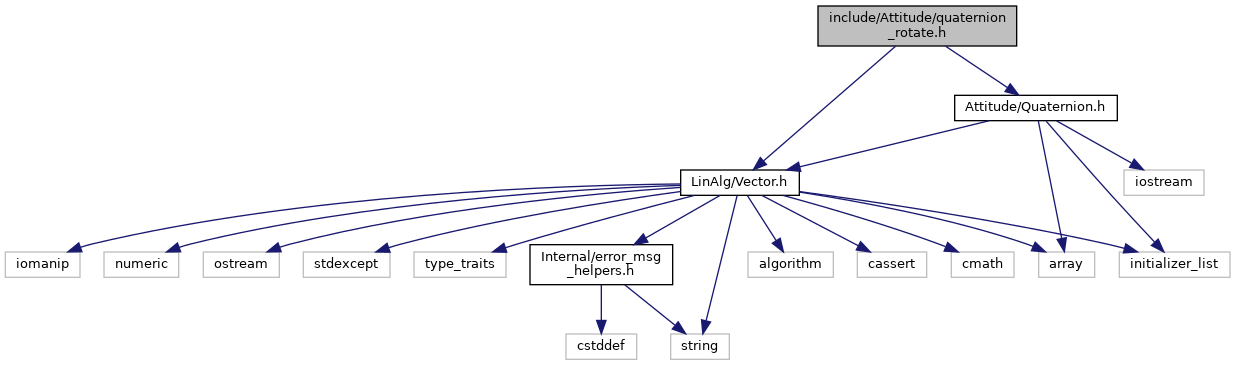 include/Attitude/quaternion
_rotate.h
Attitude/Quaternion.h
LinAlg/Vector.h
iostream
iomanip
numeric
ostream
stdexcept
type_traits
Internal/error_msg
_helpers.h
algorithm
cassert
cmath
array
initializer_list
cstddef
string